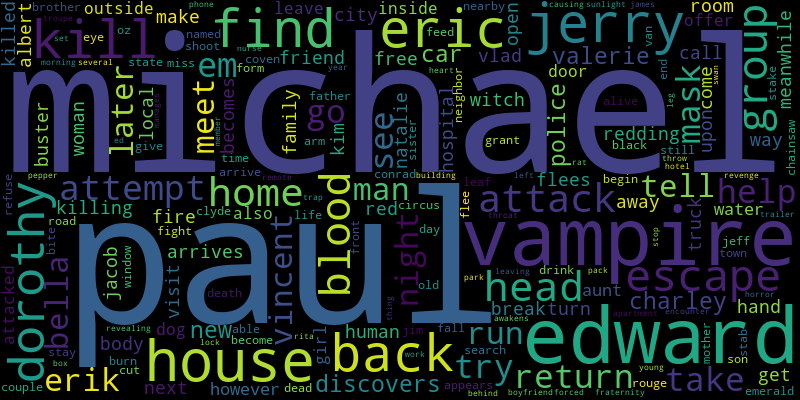 killed
albert
brother
outside
make
leave
city
inside
nearby
open
causing
sunlight
james
phone
room
offer
meanwhile
troupe
set
eye
oz
kill
find
eric
jerry
group
michael
named
shoot
state
miss
coven
form
nurse
year
em
friend
free
car
feed
vlad
valerie
van
end
call
door
come
mask
stake
morning
several
buster
woman
later
local
manages
meet
becomes
family
go
kim
father
heart
see
natalie
sister
hospital
neighbor
witch
grant
police
redding
black
alive
upon
still
leg
swan
way
chainsaw
ed
give
member
time
arrive
arm
conrad
building
rat
throw
hotel
revenge
refuse
pepper
attempt
remote
home
man
blood
trap
left
flees
begin
leaf
attack
tell
help
away
dorothy
bella
killing
road
bite
fire
fight
clyde
also
life
red
circus
flee
day
paul
vampire
truck
water
trailer
jeff
town
stop
throat
jacob
window
arrives
visit
death
vincent
front
night
old
thing
park
leaving
drink
pack
escape
attacked
dog
new
able
become
human
jim
fall
awakens
head
aunt
charley
hand
horror
encounter
apartment
revealing
stay
body
burn
lock
rita
girl
work
search
run
break
turn
edward
mother
stab
son
box
cut
house
back
try
return
young
rouge
take
get
couple
erik
next
however
dead
discovers
appears
behind
boyfriend
forced
fraternity
emerald